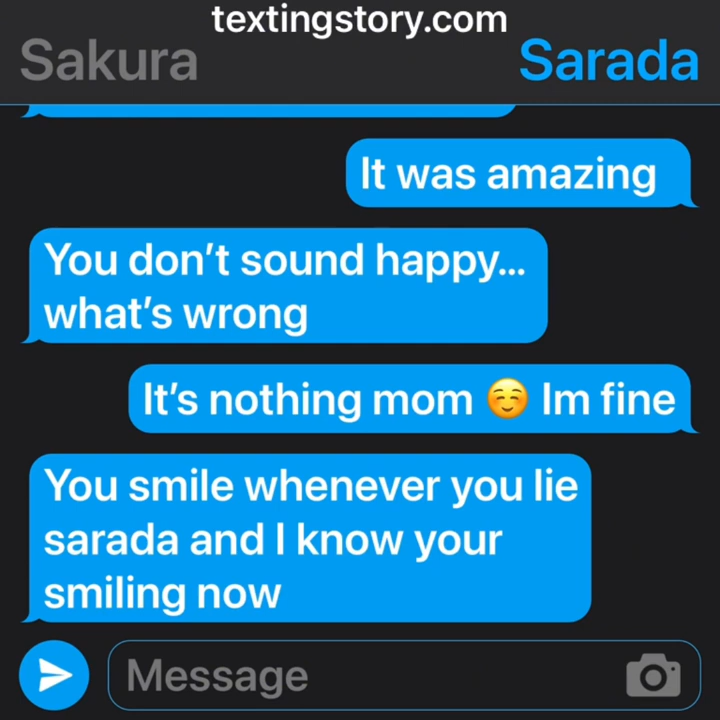 textingstory.com
Sakura Sarada
It was amazing
You don’t sound happy...
what’s wrong
It’s nothing mom ☺️ Im fine
You smile whenever you lie
sarada and I know your
smiling now
Message